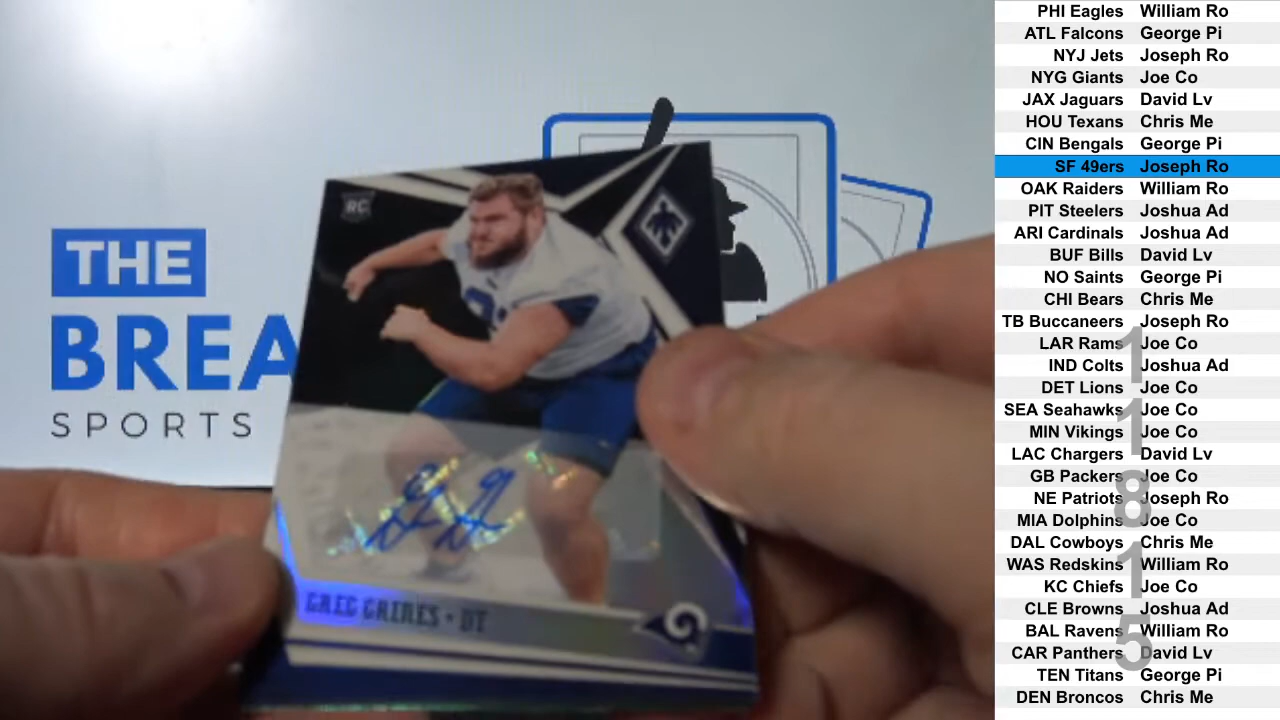 THE
BREA
SPORTS
RC
GREG GAINES • DT
PHI Eagles William Ro
ATL Falcons George Pi
NYJ Jets Joseph Ro
NYG Giants Joe Co
JAX Jaguars David Lv
HOU Texans Chris Me
CIN Bengals George Pi
SF 49ers Joseph Ro
OAK Raiders William Ro
PIT Steelers Joshua Ad
ARI Cardinals Joshua Ad
BUF Bills David Lv
NO Saints George Pi
CHI Bears Chris Me
TB Buccaneers Joseph Ro
LAR Rams Joe Co
IND Colts Joshua Ad
DET Lions Joe Co
SEA Seahawks Joe Co
MIN Vikings Joe Co
LAC Chargers David Lv
GB Packers Joe Co
NE Patriots Joseph Ro
MIA Dolphins Joe Co
DAL Cowboys Chris Me
WAS Redskins William Ro
KC Chiefs Joe Co
CLE Browns Joshua Ad
BAL Ravens William Ro
CAR Panthers David Lv
TEN Titans George Pi
DEN Broncos Chris Me
1
1
8
1
5